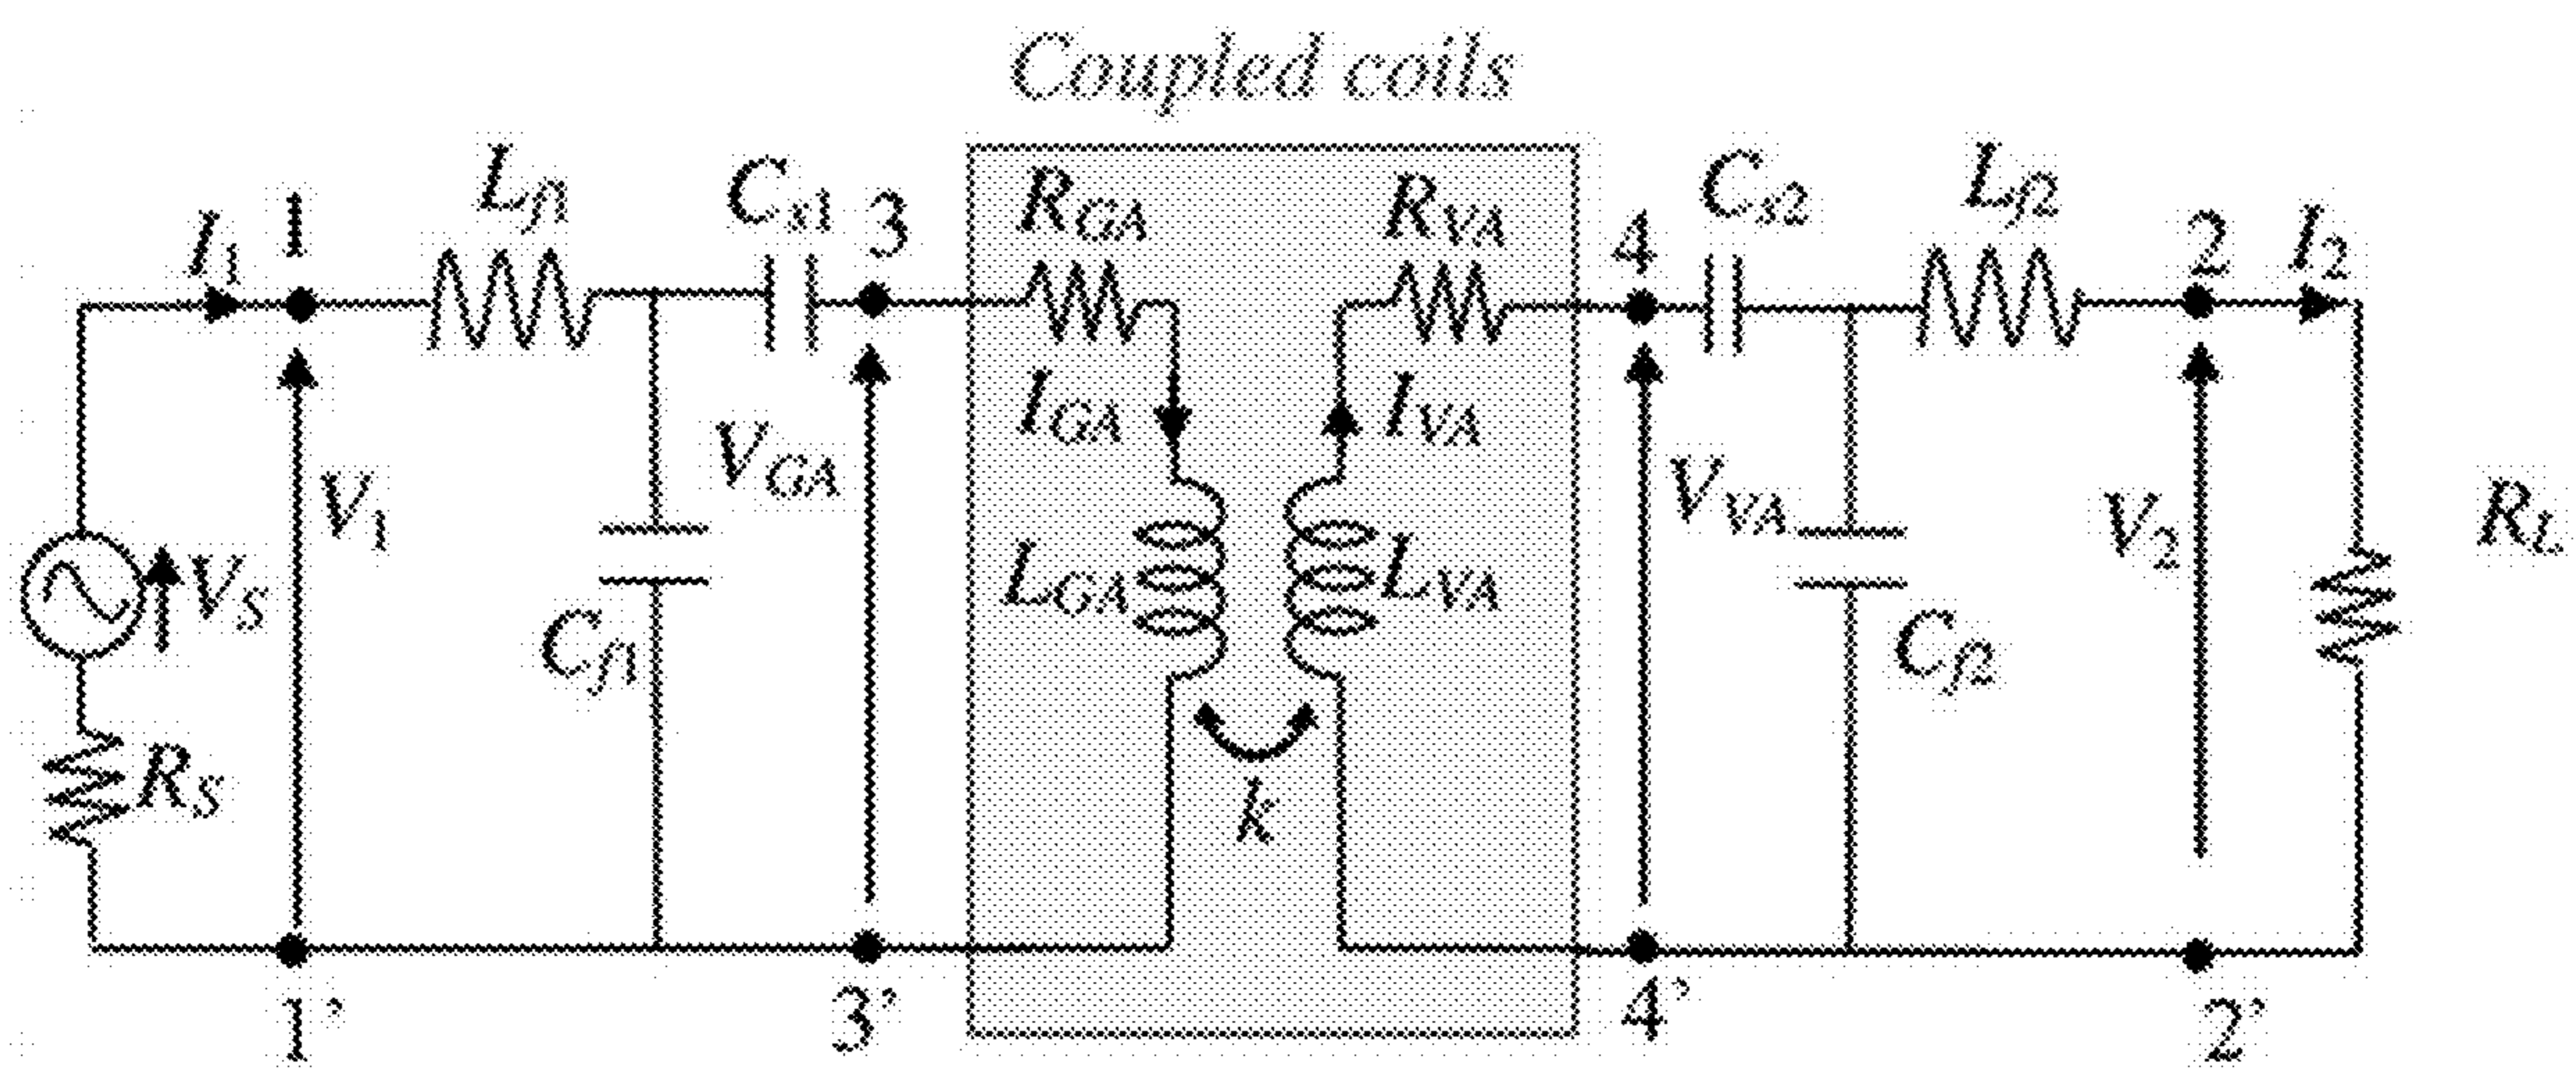 Coupled coils
I1
1
Lf1
Cs1
3
RGA
RVA
4
Cs2
Lf2
2
I2
IGA
IVA
VGA
V1
VVA
V2
RL
VS
LGA
LVA
Cf1
Cf2
RS
k
1’
3’
4’
2’